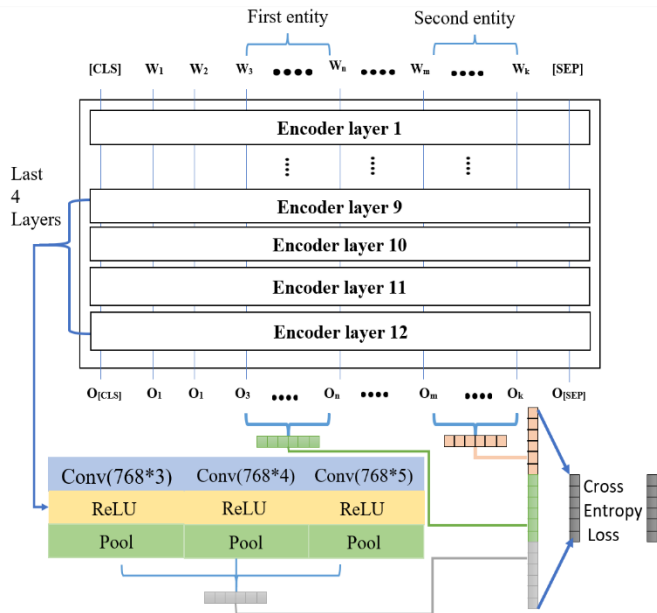 First entity Second entity
[CLS] W₁ W₂ W₃ •••• Wₙ •••• Wₘ •••• Wₖ [SEP]
Encoder layer 1
Last
4
Layers
Encoder layer 9
Encoder layer 10
Encoder layer 11
Encoder layer 12
O[CLS] O₁ O₁ O₃ •••• Oₙ •••• Oₘ •••• Oₖ O[SEP]
Conv(768*3) Conv(768*4) Conv(768*5)
ReLU ReLU ReLU
Pool Pool Pool
Cross
Entropy
Loss